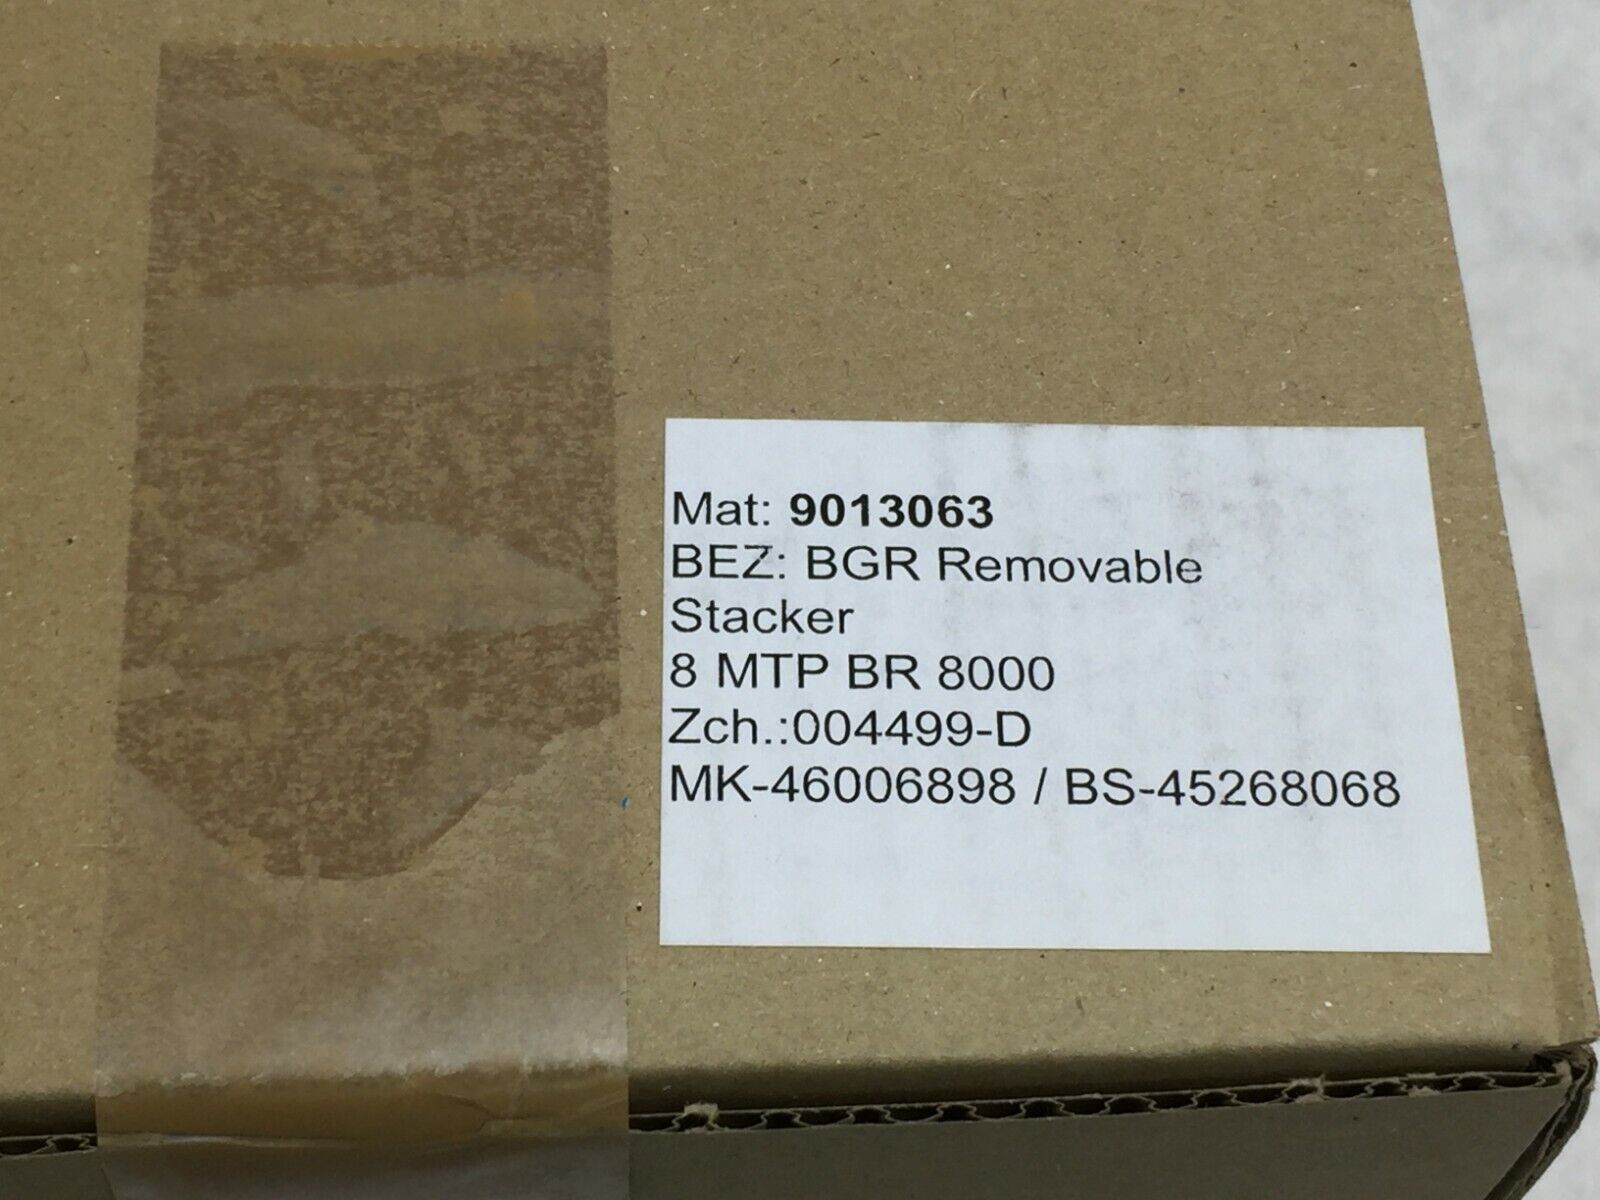 Mat: 9013063
BEZ: BGR Removable
Stacker
8 MTP BR 8000
Zch.:004499-D
MK-46006898 / BS-45268068